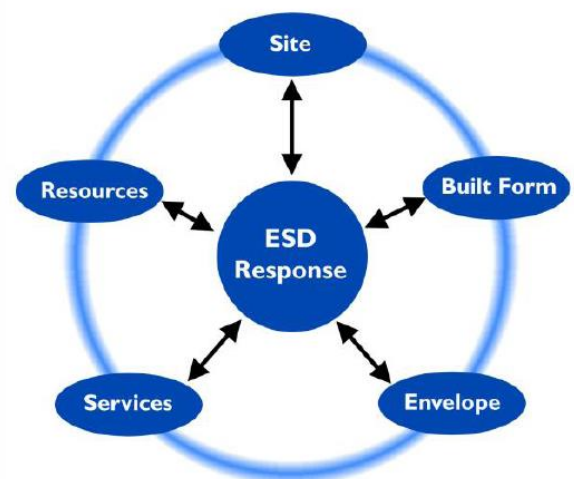 Site
Resources
Built Form
ESD
Response
Services
Envelope